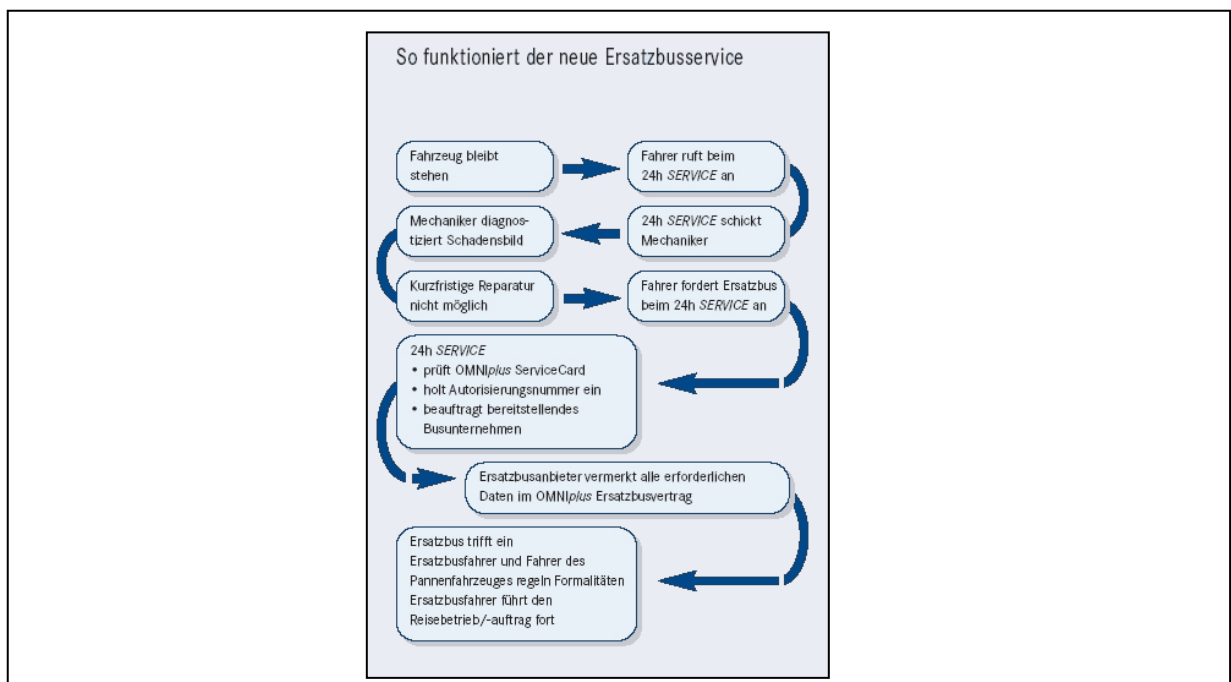 So funktioniert der neue Ersatzbusservice
Fahrzeug bleibt
stehen
Fahrer ruft beim
24h SERVICE an
24h SERVICE schickt
Mechaniker
Mechaniker diagnos-
tiziert Schadensbild
Kurzfristige Reparatur
nicht möglich
Fahrer fordert Ersatzbus
beim 24h SERVICE an
24h SERVICE
• prüft OMNIplus ServiceCard
• holt Autorisierungsnummer ein
• beauftragt bereitstellendes
Busunternehmen
Ersatzbusanbieter vermerkt alle erforderlichen
Daten im OMNIplus Ersatzbusvertrag
Ersatzbus trifft ein
Ersatzbusfahrer und Fahrer des
Pannenfahrzeuges regeln Formalitäten
Ersatzbusfahrer führt den
Reisebetrieb/-auftrag fort